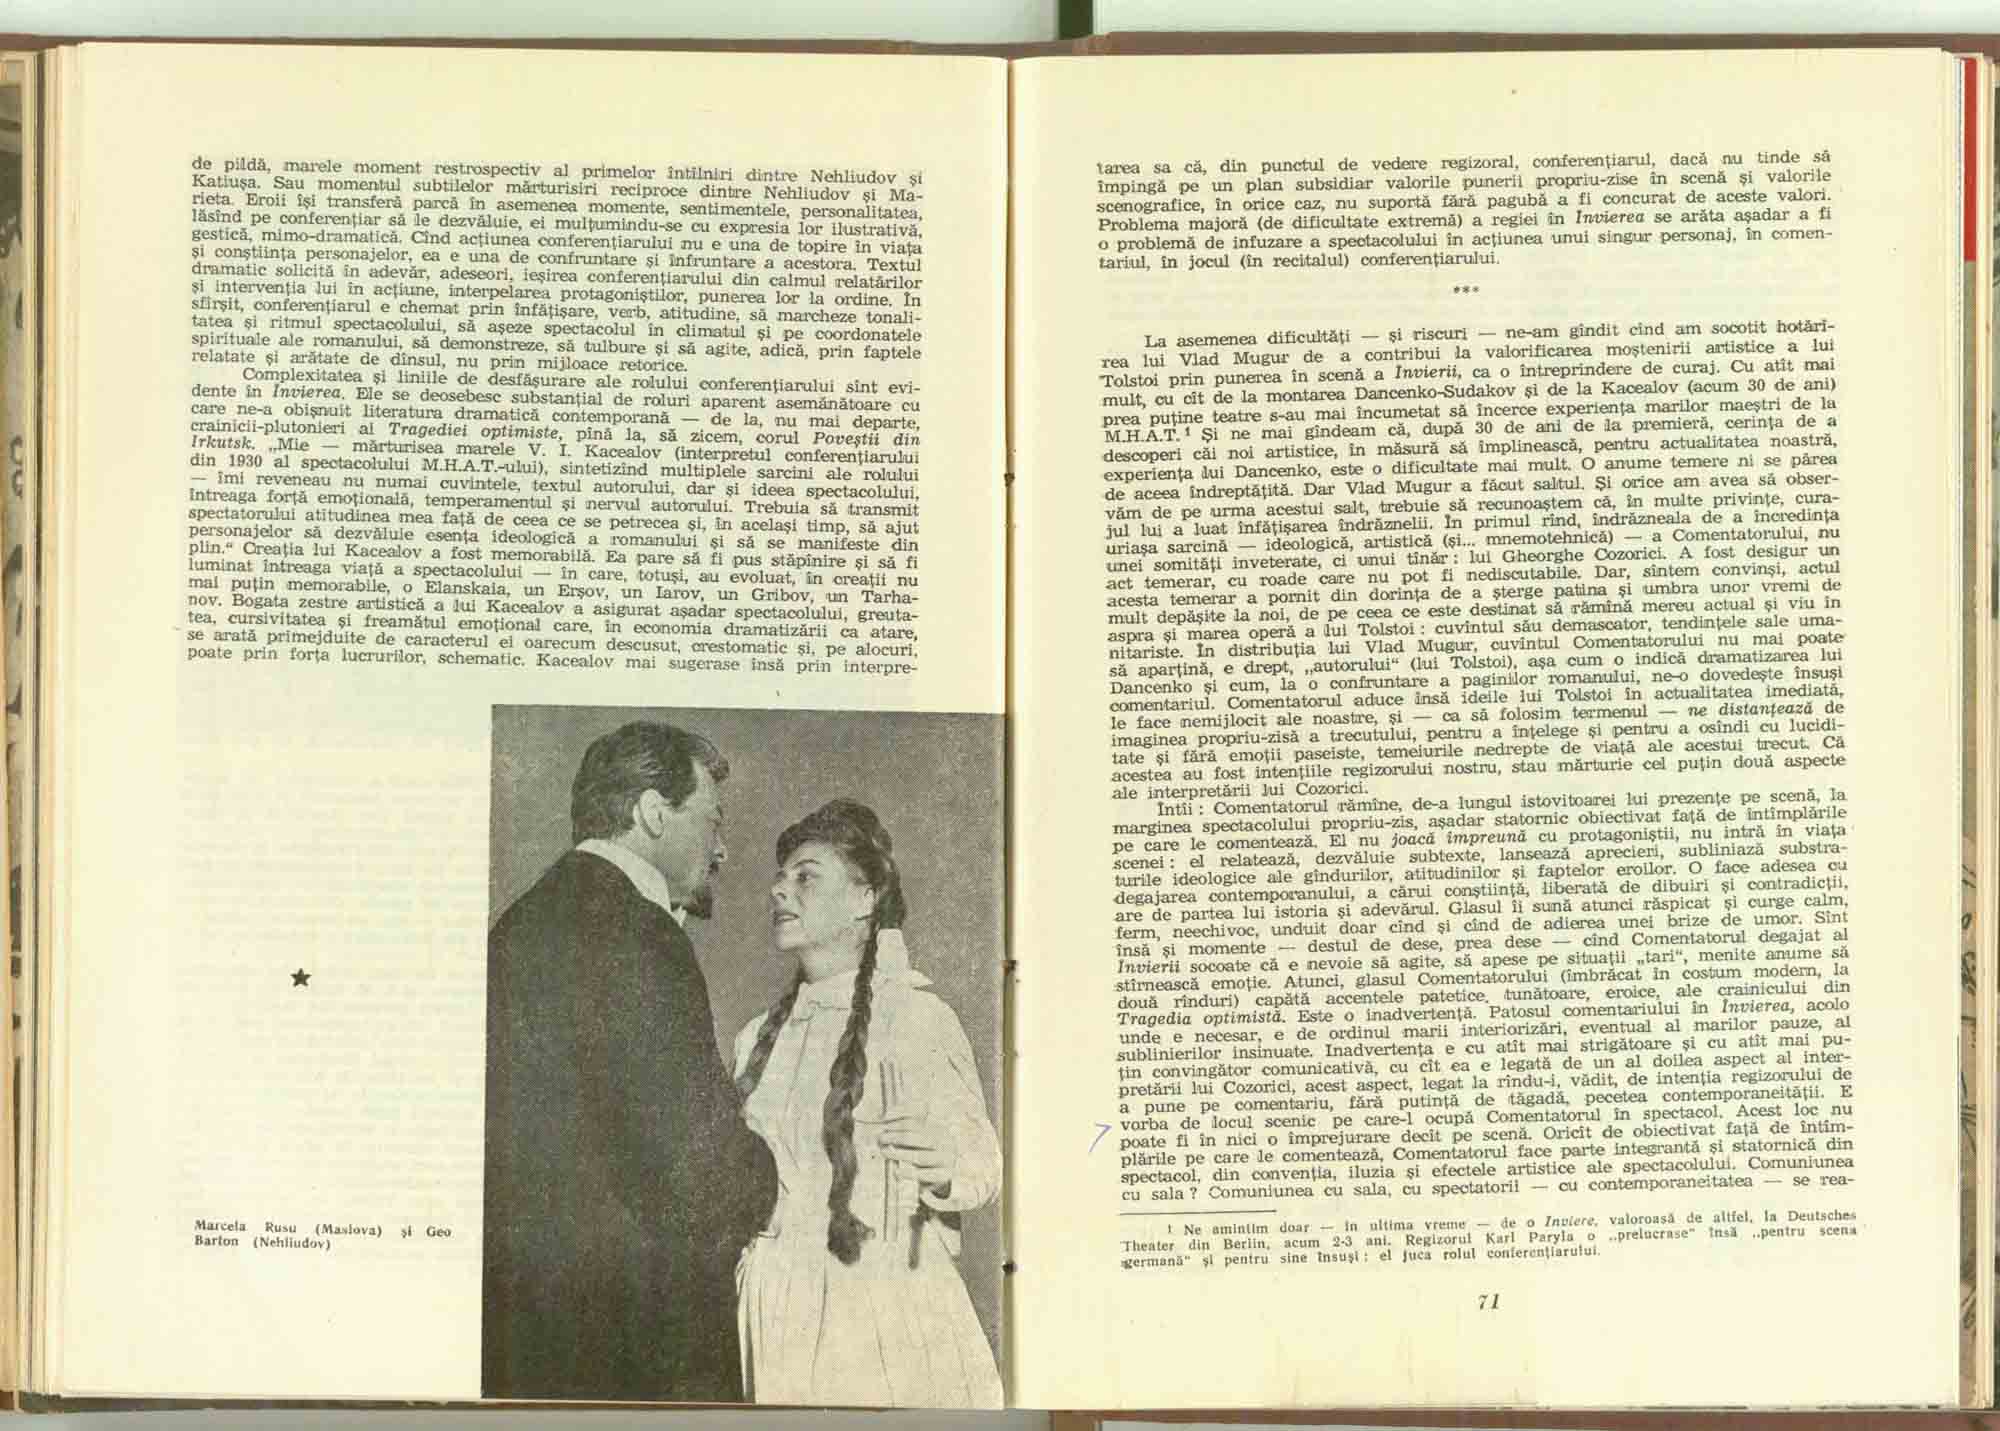 de pildă, marele moment restrospectiv al primelor întîlniri dintre Nehliudov și
Katiușa. Sau momentul subtilelor mărturisiri reciproce dintre Nehliudov și Ma-
rieta. Eroii își transferă parcă în asemenea momente, sentimentele, personalitatea,
lăsînd pe conferențiar să le dezvăluie, ei mulțumindu-se cu expresia lor ilustrativă,
gestică, mimo-dramatică. Cînd acțiunea conferențiarului nu e una de topire în viața
și conștiința personajelor, ea e una de confruntare și înfruntare a acestora. Textul
dramatic solicită în adevăr, adeseori, ieșirea conferențiarului din calmul relatărilor
și intervenția lui în acțiune, interpelarea protagoniștilor, punerea lor la ordine. În
sfîrșit, conferențiarul e chemat prin înfățișare, verb, atitudine, să marcheze tonali-
tatea și ritmul spectacolului, să așeze spectacolul în climatul și pe coordonatele
spirituale ale romanului, să demonstreze, să tulbure și să agite, adică, prin faptele
relatate și arătate de dînsul, nu prin mijloace retorice.
Complexitatea și liniile de desfășurare ale rolului conferențiarului sînt evi-
dente în Învierea. Ele se deosebesc substanțial de roluri aparent asemănătoare cu
care ne-a obișnuit literatura dramatică contemporană — de la, nu mai departe,
crainicii-plutonieri ai Tragediei optimiste, pînă la, să zicem, corul Poveștii din
Irkutsk. „Mie — mărturisea marele V. I. Kacealov (interpretul conferențiarului
din 1930 al spectacolului M.H.A.T.-ului), sintetizînd multiplele sarcini ale rolului
— îmi reveneau nu numai cuvintele, textul autorului, dar și ideea spectacolului,
întreaga forță emoțională, temperamentul și nervul autorului. Trebuia să transmit
spectatorului atitudinea mea față de ceea ce se petrecea și, în același timp, să ajut
personajelor să dezvăluie esența ideologică a romanului și să se manifeste din
plin.“ Creația lui Kacealov a fost memorabilă. Ea pare să fi pus stăpînire și să fi
luminat întreaga viață a spectacolului — în care, totuși, au evoluat, în creații nu
mai puțin memorabile, o Elanskaia, un Erșov, un Iarov, un Gribov, un Tarha-
nov. Bogata zestre artistică a lui Kacealov a asigurat așadar spectacolului, greuta-
tea, cursivitatea și freamătul emoțional care, în economia dramatizării ca atare,
se arată primejduite de caracterul ei oarecum descusut, crestomatic și, pe alocuri,
poate prin forța lucrurilor, schematic. Kacealov mai sugerase însă prin interpre-
★
Marcela Rusu (Maslova) și Geo
Barton (Nehliudov)
tarea sa că, din punctul de vedere regizoral, conferențiarul, dacă nu tinde să
împingă pe un plan subsidiar valorile punerii propriu-zise în scenă și valorile
scenografice, în orice caz, nu suportă fără pagubă a fi concurat de aceste valori.
Problema majoră (de dificultate extremă) a regiei în Învierea se arăta așadar a fi
o problemă de infuzare a spectacolului în acțiunea unui singur personaj, în comen-
tariul, în jocul (în recitalul) conferențiarului.
***
La asemenea dificultăți — și riscuri — ne-am gîndit cînd am socotit hotărî-
rea lui Vlad Mugur de a contribui la valorificarea moștenirii artistice a lui
Tolstoi prin punerea în scenă a Învierii, ca o întreprindere de curaj. Cu atît mai
mult, cu cît de la montarea Dancenko-Sudakov și de la Kacealov (acum 30 de ani)
prea puține teatre s-au mai încumetat să încerce experiența marilor maeștri de la
M.H.A.T.¹ Și ne mai gîndeam că, după 30 de ani de la premieră, cerința de a
descoperi căi noi artistice, în măsură să împlinească, pentru actualitatea noastră,
experiența lui Dancenko, este o dificultate mai mult. O anume temere ni se părea
de aceea îndreptățită. Dar Vlad Mugur a făcut saltul. Și orice am avea să obser-
văm de pe urma acestui salt, trebuie să recunoaștem că, în multe privințe, cura-
jul lui a luat înfățișarea îndrăznelii. În primul rînd, îndrăzneala de a încredința
uriașa sarcină — ideologică, artistică (și... mnemotehnică) — a Comentatorului, nu
unei somități inveterate, ci unui tînăr : lui Gheorghe Cozorici. A fost desigur un
act temerar, cu roade care nu pot fi nediscutabile. Dar, sîntem convinși, actul
acesta temerar a pornit din dorința de a șterge patina și umbra unor vremi de
mult depășite la noi, de pe ceea ce este destinat să rămînă mereu actual și viu în
aspra și marea operă a lui Tolstoi : cuvîntul său demascator, tendințele sale uma-
nitariste. În distribuția lui Vlad Mugur, cuvîntul Comentatorului nu mai poate
să aparțină, e drept, „autorului“ (lui Tolstoi), așa cum o indică dramatizarea lui
Dancenko și cum, la o confruntare a paginilor romanului, ne-o dovedește însuși
comentariul. Comentatorul aduce însă ideile lui Tolstoi în actualitatea imediată,
le face nemijlocit ale noastre, și — ca să folosim termenul — ne distanțează de
imaginea propriu-zisă a trecutului, pentru a înțelege și pentru a osîndi cu lucidi-
tate și fără emoții paseiste, temeiurile nedrepte de viață ale acestui trecut. Că
acestea au fost intențiile regizorului nostru, stau mărturie cel puțin două aspecte
ale interpretării lui Cozorici.
Întîi : Comentatorul rămîne, de-a lungul istovitoarei lui prezențe pe scenă, la
marginea spectacolului propriu-zis, așadar statornic obiectivat față de întîmplările
pe care le comentează. El nu joacă împreună cu protagoniștii, nu intră în viața
scenei : el relatează, dezvăluie subtexte, lansează aprecieri, subliniază substra-
turile ideologice ale gîndurilor, atitudinilor și faptelor eroilor. O face adesea cu
degajarea contemporanului, a cărui conștiință, liberată de dibuiri și contradicții,
are de partea lui istoria și adevărul. Glasul îi sună atunci răspicat și curge calm,
ferm, neechivoc, unduit doar cînd și cînd de adierea unei brize de umor. Sînt
însă și momente — destul de dese, prea dese — cînd Comentatorul degajat al
Învierii socoate că e nevoie să agite, să apese pe situații „tari“, menite anume să
stîrnească emoție. Atunci, glasul Comentatorului (îmbrăcat în costum modern, la
două rînduri) capătă accentele patetice, tunătoare, eroice, ale crainicului din
Tragedia optimistă. Este o inadvertență. Patosul comentariului în Învierea, acolo
unde e necesar, e de ordinul marii interiorizări, eventual al marilor pauze, al
sublinierilor insinuate. Inadvertența e cu atît mai strigătoare și cu atît mai pu-
țin convingător comunicativă, cu cît ea e legată de un al doilea aspect al inter-
pretării lui Cozorici, acest aspect, legat la rîndu-i, vădit, de intenția regizorului de
a pune pe comentariu, fără putință de tăgadă, pecetea contemporaneității. E
vorba de locul scenic pe care-l ocupă Comentatorul în spectacol. Acest loc nu
poate fi în nici o împrejurare decît pe scenă. Oricît de obiectivat față de întîm-
plările pe care le comentează, Comentatorul face parte integrantă și statornică din
spectacol, din convenția, iluzia și efectele artistice ale spectacolului. Comuniunea
cu sala ? Comuniunea cu sala, cu spectatorii — cu contemporaneitatea — se rea-
¹ Ne amintim doar — în ultima vreme — de o Înviere, valoroasă de altfel, la Deutsches
Theater din Berlin, acum 2-3 ani. Regizorul Karl Paryla o „prelucrase“ însă „pentru scena
germană“ și pentru sine însuși : el juca rolul conferențiarului.
71